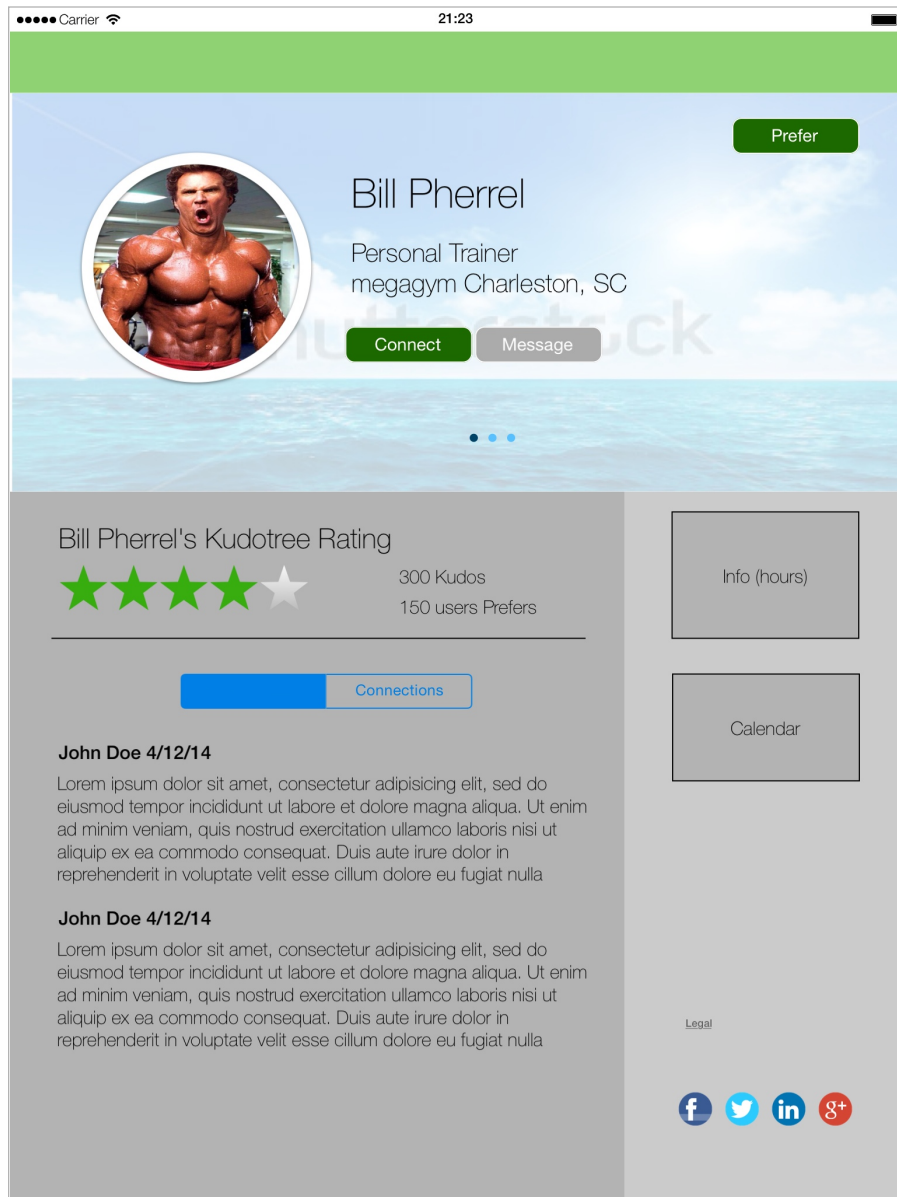 Carrier
21:23
Prefer
Bill Pherrel
Personal Trainer
megagym Charleston, SC
shutterstock
Connect
Message
Bill Pherrel's Kudotree Rating
300 Kudos
150 users Prefers
Info (hours)
Connections
Calendar
John Doe 4/12/14
Lorem ipsum dolor sit amet, consectetur adipisicing elit, sed do
eiusmod tempor incididunt ut labore et dolore magna aliqua. Ut enim
ad minim veniam, quis nostrud exercitation ullamco laboris nisi ut
aliquip ex ea commodo consequat. Duis aute irure dolor in
reprehenderit in voluptate velit esse cillum dolore eu fugiat nulla
John Doe 4/12/14
Lorem ipsum dolor sit amet, consectetur adipisicing elit, sed do
eiusmod tempor incididunt ut labore et dolore magna aliqua. Ut enim
ad minim veniam, quis nostrud exercitation ullamco laboris nisi ut
aliquip ex ea commodo consequat. Duis aute irure dolor in
reprehenderit in voluptate velit esse cillum dolore eu fugiat nulla
Legal
f
in
g+